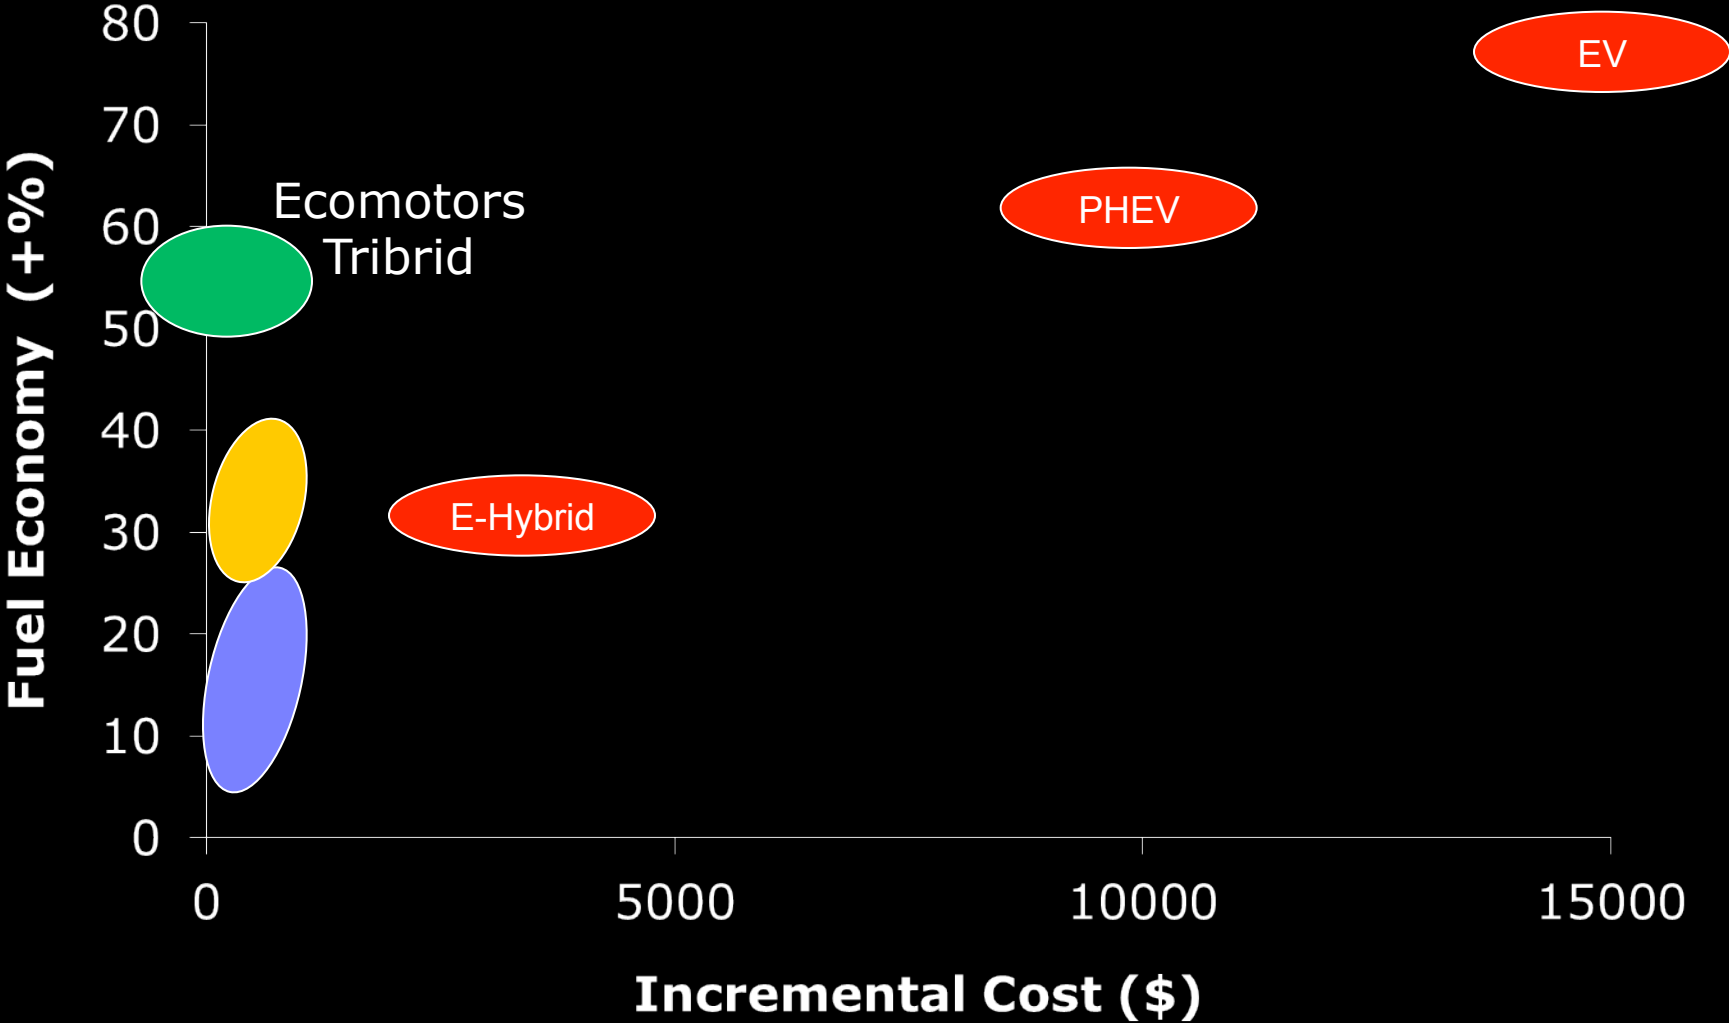 80
70
60
50
40
30
20
10
0
Fuel Economy (+%)
EV
PHEV
Ecomotors
Tribrid
E-Hybrid
0 5000 10000 15000
Incremental Cost ($)